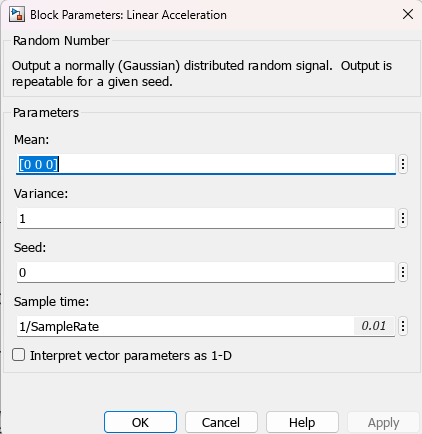 Block Parameters: Linear Acceleration
Random Number
Output a normally (Gaussian) distributed random signal.  Output is
repeatable for a given seed.
Parameters
Mean:
[0 0 0]
Variance:
1
Seed:
0
Sample time:
1/SampleRate 0.01
Interpret vector parameters as 1-D
OK Cancel Help Apply